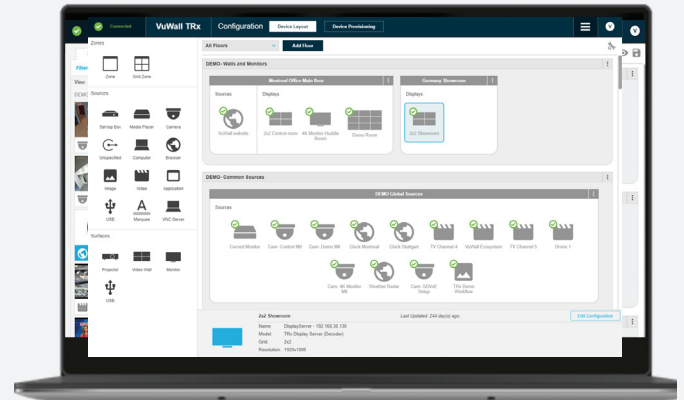 Connected
VuWall TRx
Configuration
Device Layout
Device Provisioning
V
V
Zones
Zone
Grid Zone
Sources
Set-top Box
Media Player
Camera
Unspecified
Computer
Browser
Image
Video
Application
USB
Marquee
VNC Server
Surfaces
Projector
Video Wall
Monitor
USB
Filter
View
DEMO
All Floors
Add Floor
DEMO- Walls and Monitors
Montreal Office Main floor
Sources
Displays
VuWall website
2x2 Control room
4K Monitor Huddle
Room
Demo Room
Germany Showroom
Displays
2x2 Showroom
DEMO- Common Sources
DEMO Global Sources
Sources
Curved Monitor
Cam- Control Mtl
Cam- Demo Mtl
Clock Montreal
Clock Stuttgart
TV Channel 4
VuWall Ecosystem
TV Channel 5
Drone 1
Cam- 4K Monitor
Mtl
Weather Radar
Cam- GENoE
Setup
TRx Demo
Workflow
2x2 Showroom
Last Updated: 244 day(s) ago.
Edit Configuration
Name: DisplayServer - 192.168.30.130
Model: TRx Display Server (Decoder)
Grid: 2x2
Resolution: 1920x1080